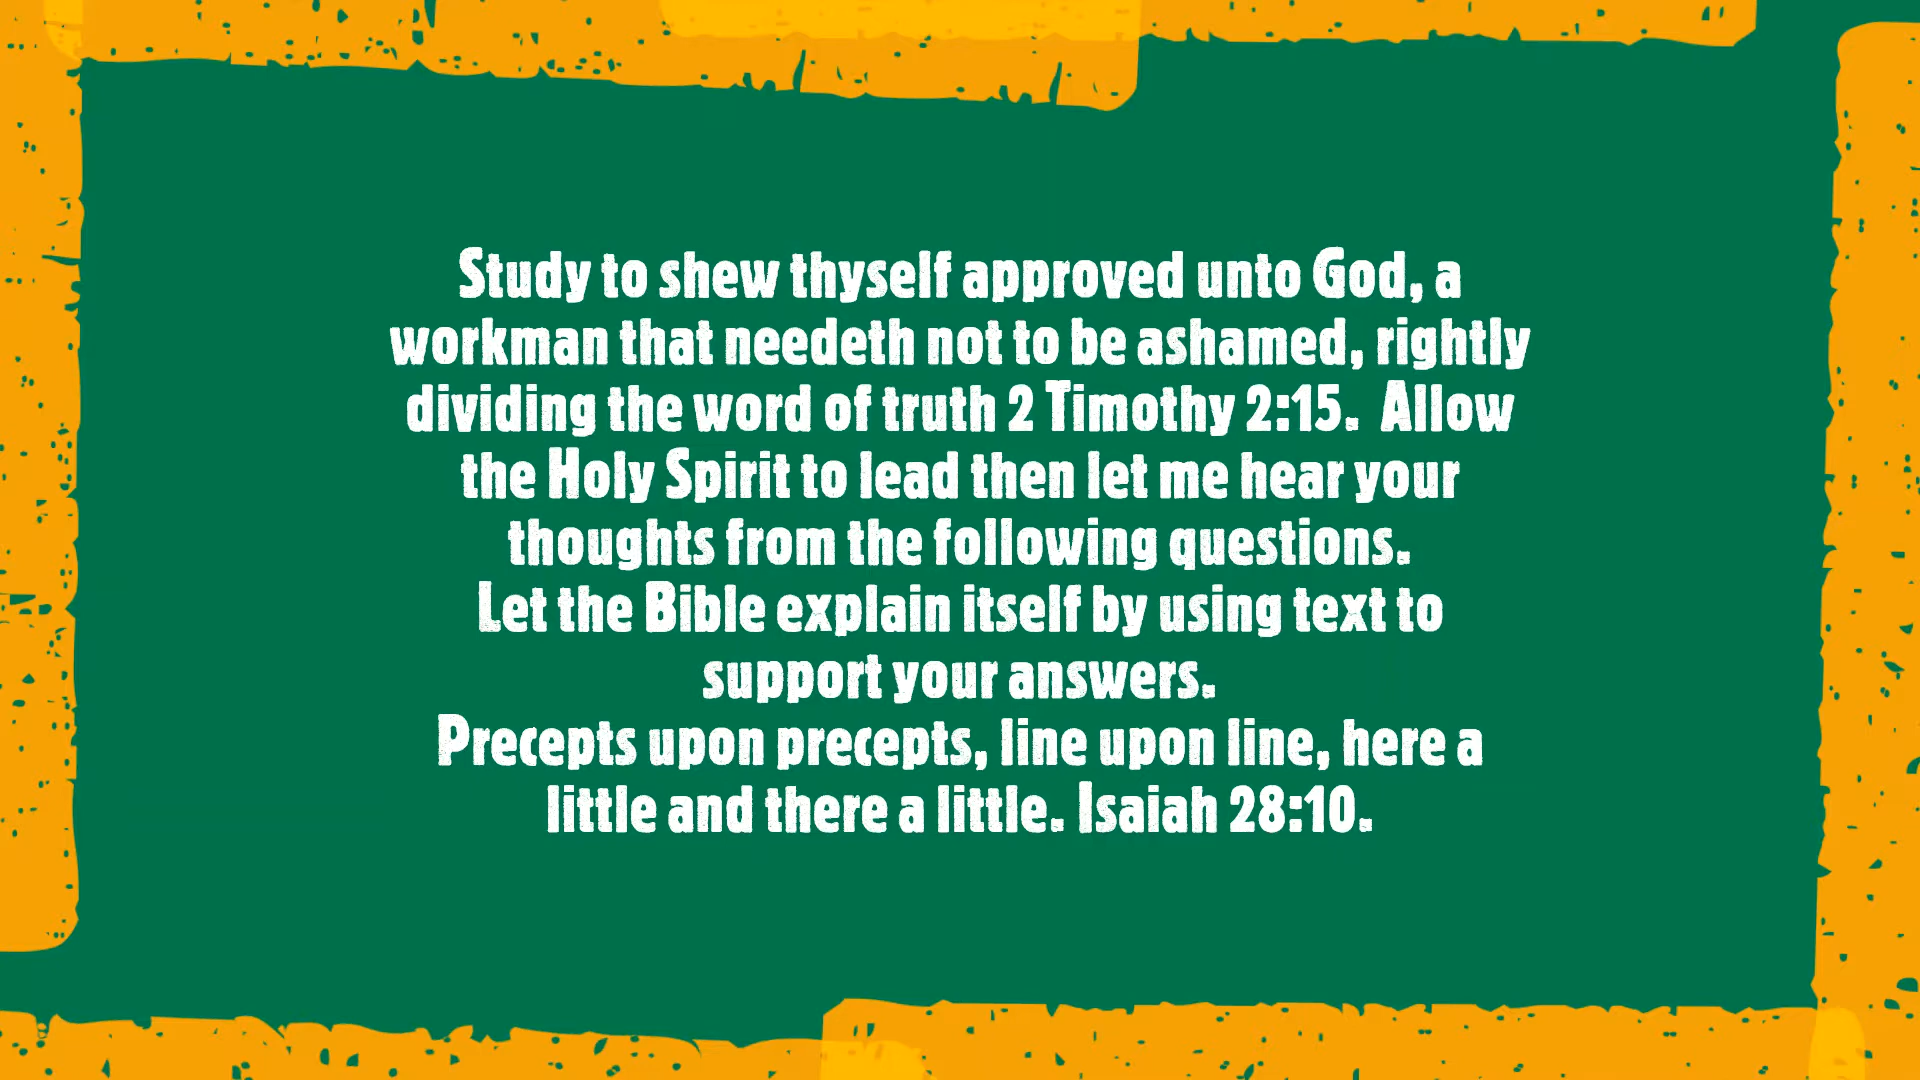 Study to shew thyself approved unto God, a
workman that needeth not to be ashamed, rightly
dividing the word of truth 2 Timothy 2:15.  Allow
the Holy Spirit to lead then let me hear your
thoughts from the following questions.
Let the Bible explain itself by using text to
support your answers.
Precepts upon precepts, line upon line, here a
little and there a little. Isaiah 28:10.